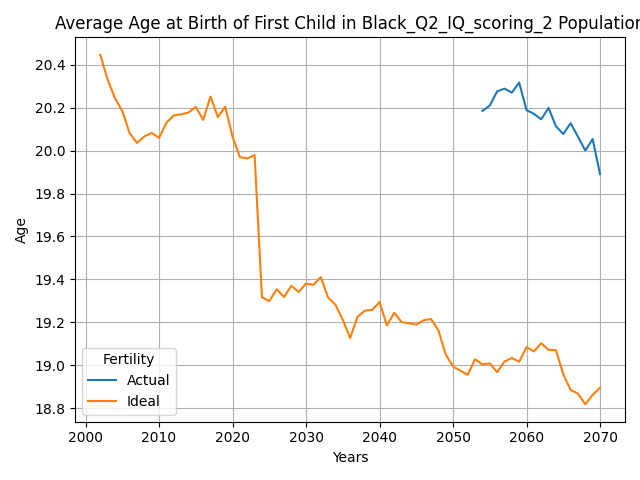 Average Age at Birth of First Child in Black_Q2_IQ_scoring_2 Population
20.4
20.2
20.0
19.8
19.6
19.4
19.2
19.0
18.8
Age
Fertility
Actual
Ideal
2000 2010 2020 2030 2040 2050 2060 2070
Years